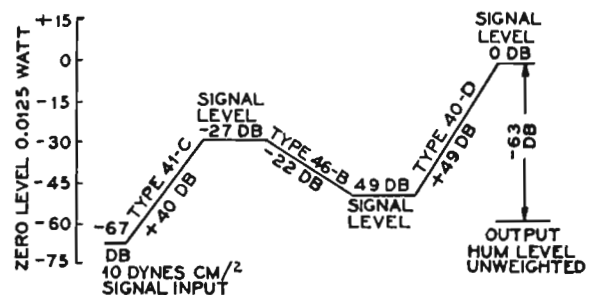 ZERO LEVEL 0.0125 WATT
+15
0
-15
-30
-45
-60
-75
-67
DB
10 DYNES CM/²
SIGNAL INPUT
TYPE 41-C
+40 DB
SIGNAL
LEVEL
-27 DB
TYPE 46-B
-22 DB
49 DB
SIGNAL
LEVEL
TYPE 40-D
+49 DB
SIGNAL
LEVEL
0 DB
-63
DB
OUTPUT
HUM LEVEL
UNWEIGHTED